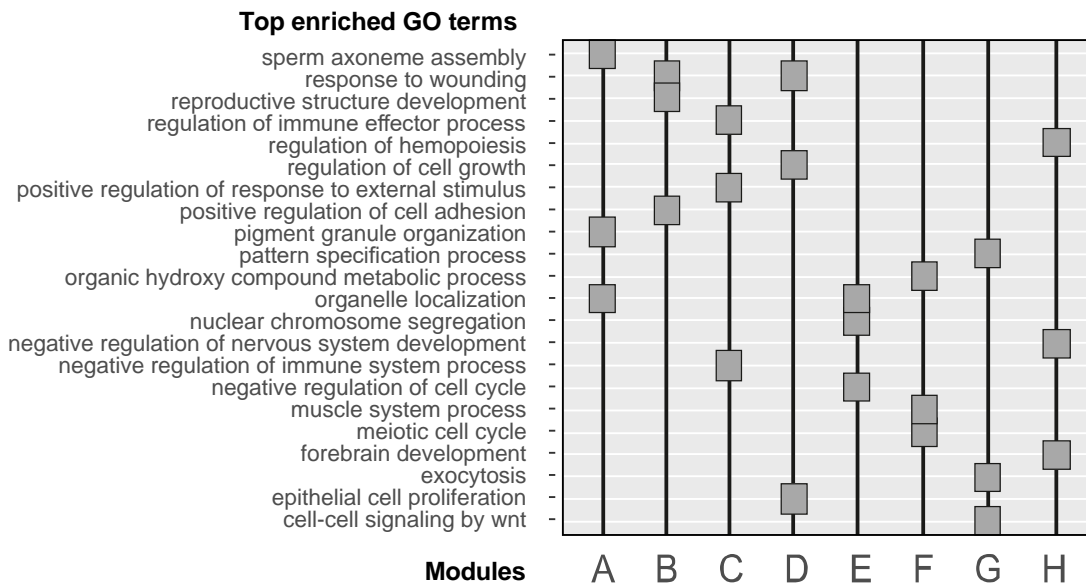 Top enriched GO terms
sperm axoneme assembly
response to wounding
reproductive structure development
regulation of immune effector process
regulation of hemopoiesis
regulation of cell growth
positive regulation of response to external stimulus
positive regulation of cell adhesion
pigment granule organization
pattern specification process
organic hydroxy compound metabolic process
organelle localization
nuclear chromosome segregation
negative regulation of nervous system development
negative regulation of immune system process
negative regulation of cell cycle
muscle system process
meiotic cell cycle
forebrain development
exocytosis
epithelial cell proliferation
cell-cell signaling by wnt
Modules A B C D E F G H